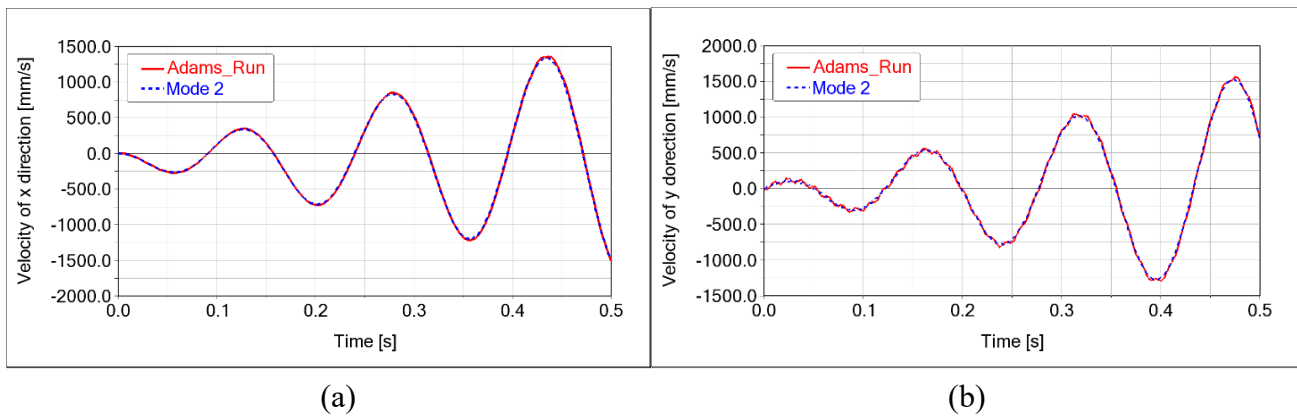 1500.0
1000.0
500.0
0.0
-500.0
-1000.0
-1500.0
-2000.0
Velocity of x direction [mm/s]
Adams_Run
Mode 2
0.0 0.1 0.2 0.3 0.4 0.5
Time [s]
(a)
2000.0
1500.0
1000.0
500.0
0.0
-500.0
-1000.0
-1500.0
Velocity of y dorection [mm/s]
Adams_Run
Mode 2
0.0 0.1 0.2 0.3 0.4 0.5
Time [s]
(b)